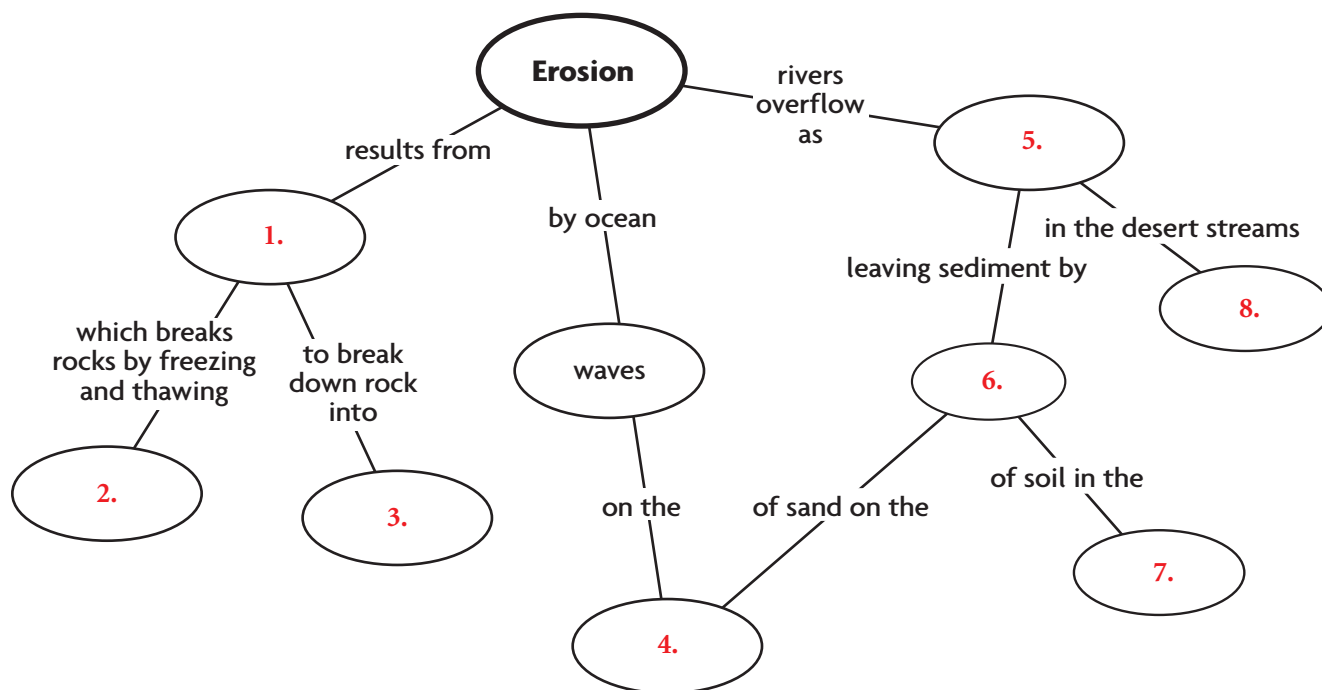 Erosion
rivers
overflow
as
5.
results from
1.
by ocean
in the desert streams
leaving sediment by
8.
which breaks
rocks by freezing
and thawing
to break
down rock
into
waves
6.
2.
3.
on the
of sand on the
of soil in the
7.
4.